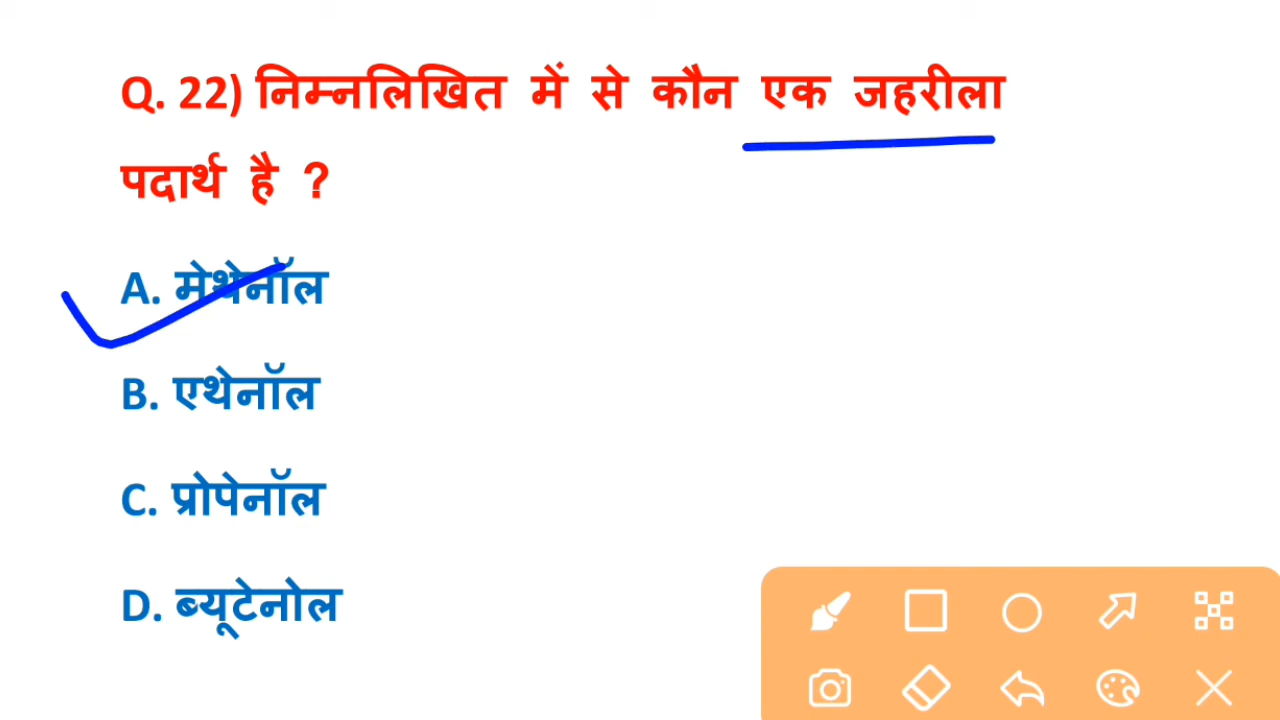 Q. 22) निम्नलिखित में से कौन एक जहरीला
पदार्थ है ?
A. मेथेनॉल
B. एथेनॉल
C. प्रोपेनॉल
D. ब्यूटेनोल